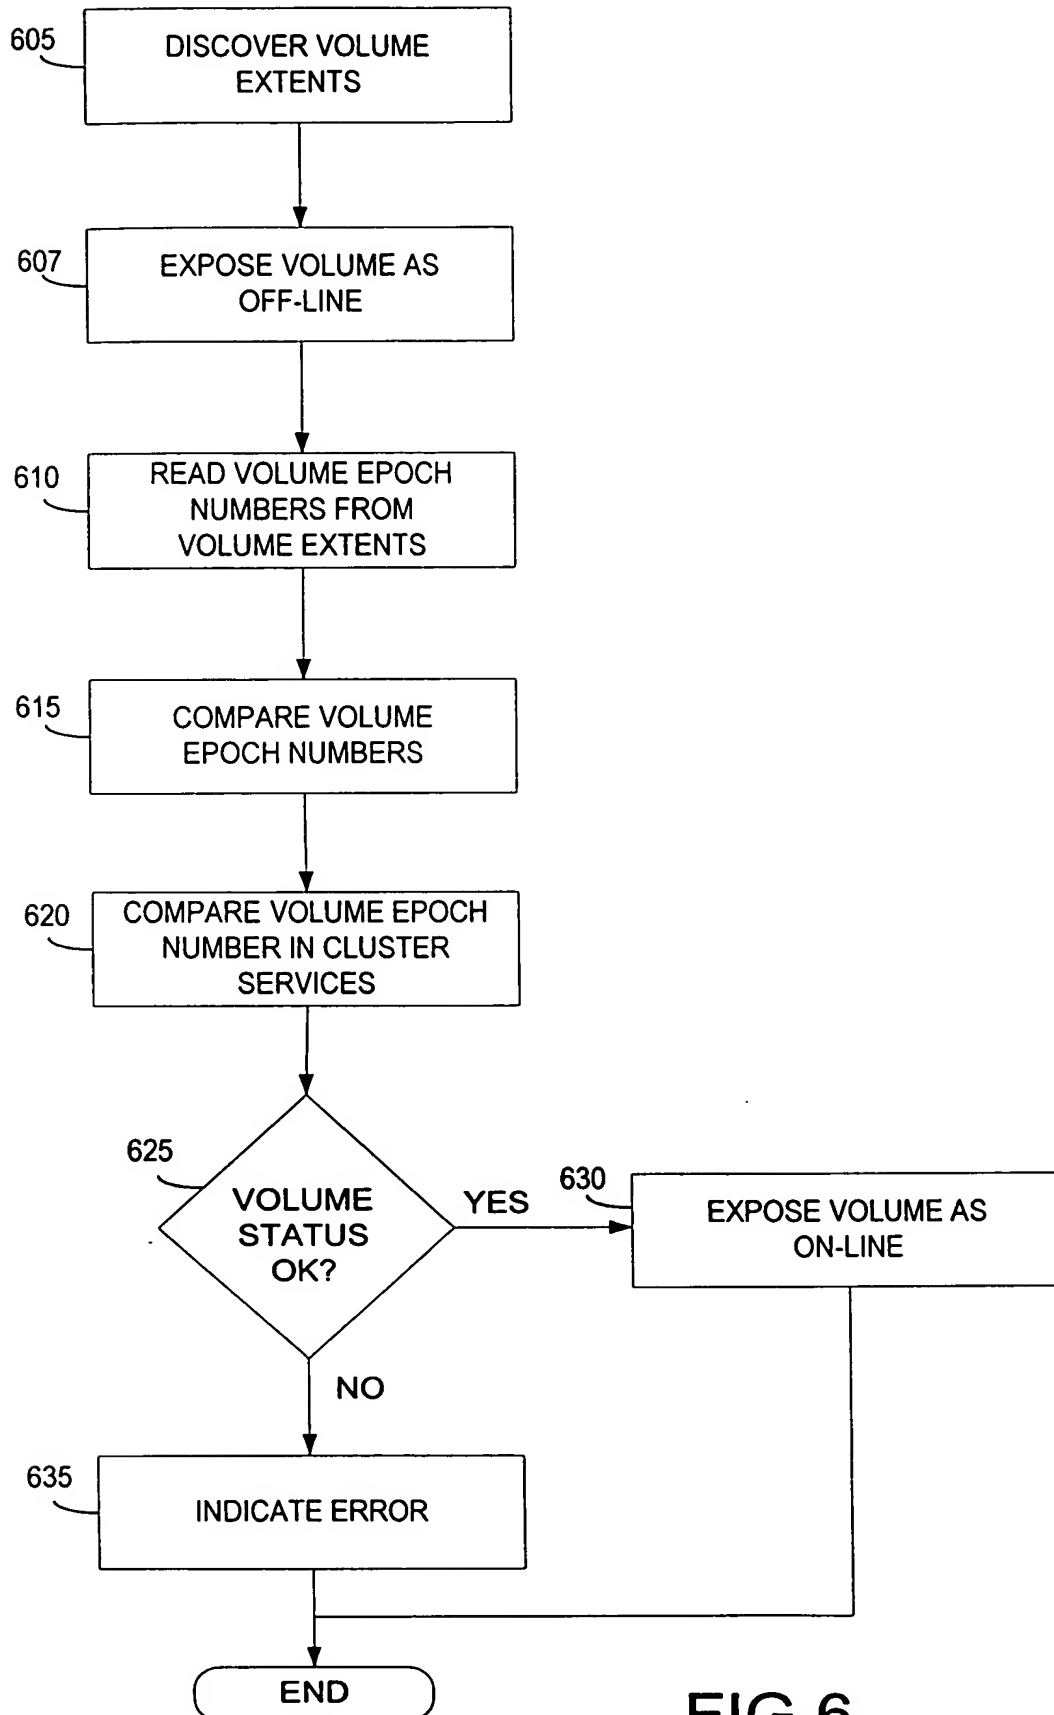 605
DISCOVER VOLUME
EXTENTS
607
EXPOSE VOLUME AS
OFF-LINE
610
READ VOLUME EPOCH
NUMBERS FROM
VOLUME EXTENTS
615
COMPARE VOLUME
EPOCH NUMBERS
620
COMPARE VOLUME EPOCH
NUMBER IN CLUSTER
SERVICES
625
VOLUME
STATUS
OK?
YES
630
EXPOSE VOLUME AS
ON-LINE
NO
635
INDICATE ERROR
END
FIG 6